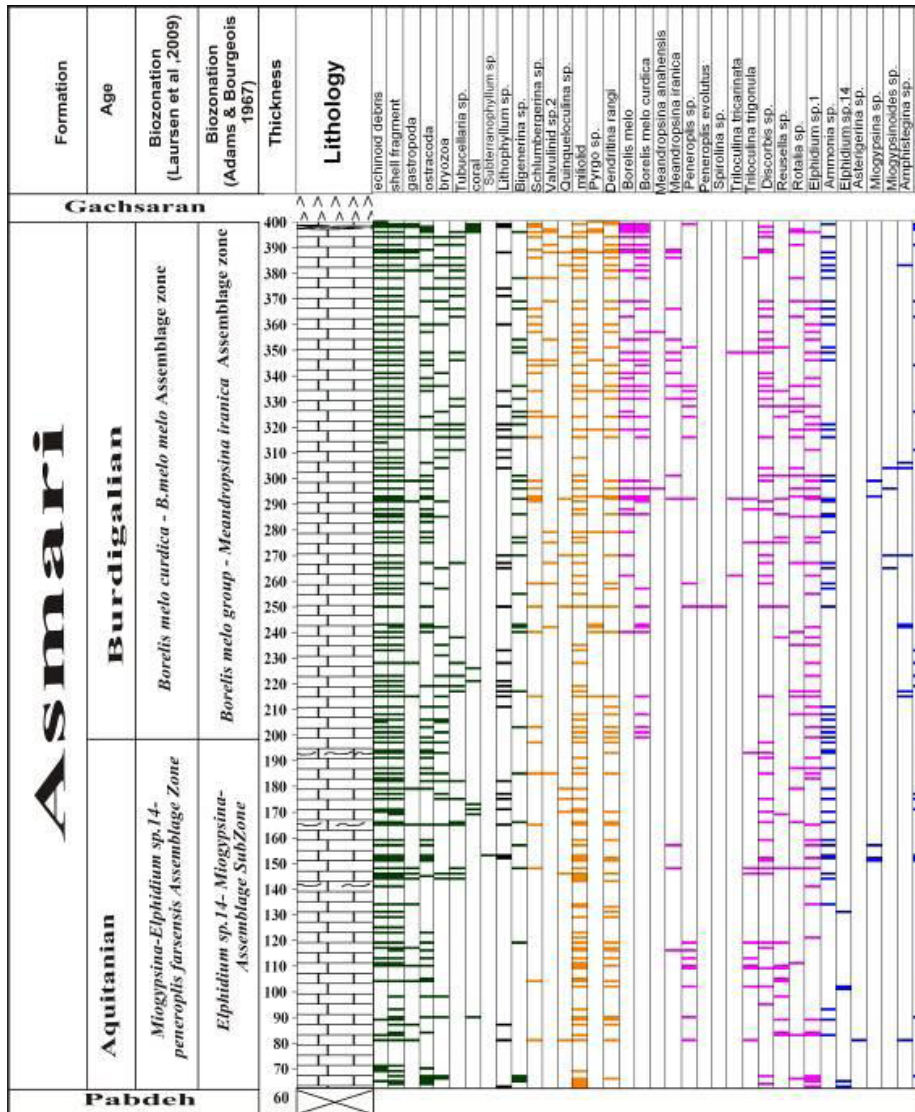 Formation
Age
Biozonation
(Laursen et al ,2009)
Biozonation
(Adams & Bourgeois
1967)
Thickness
Lithology
echinoid debris
shell fragment
gastropoda
ostracoda
bryozoa
Tubucellaria sp.
coral
Subterranophyllum sp
Lithophyllum sp.
Bigenerina sp.
Schlumbergerina sp.
Valvulinid sp.2
Quinqueloculina sp.
miliolid
Pyrgo sp.
Dendritina rangi
Borelis melo
Borelis melo curdica
Meandropsina anahensis
Meandropsina iranica
Peneroplis sp.
Peneroplis evolutus
Spirolina sp.
Triloculina tricarinata
Triloculina trigonula
Discorbis sp.
Reusella sp.
Rotalia sp.
Elphidium sp.1
Ammonia sp.
Elphidium sp.14
Asterigerina sp.
Miogypsina sp.
Miogypsinoides sp.
Amphistegina sp.
Gachsaran
Asmari
Burdigalian
Borelis melo curdica - B.melo melo Assemblage zone
Borelis melo group - Meandropsina iranica Assemblage zone
Aquitanian
Miogypsina-Elphidium sp.14-
peneroplis farsensis Assemblage Zone
Elphidium sp.14- Miogypsina-
Assemblage SubZone
Pabdeh
400
390
380
370
360
350
340
330
320
310
300
290
280
270
260
250
240
230
220
210
200
190
180
170
160
150
140
130
120
110
100
90
80
70
60